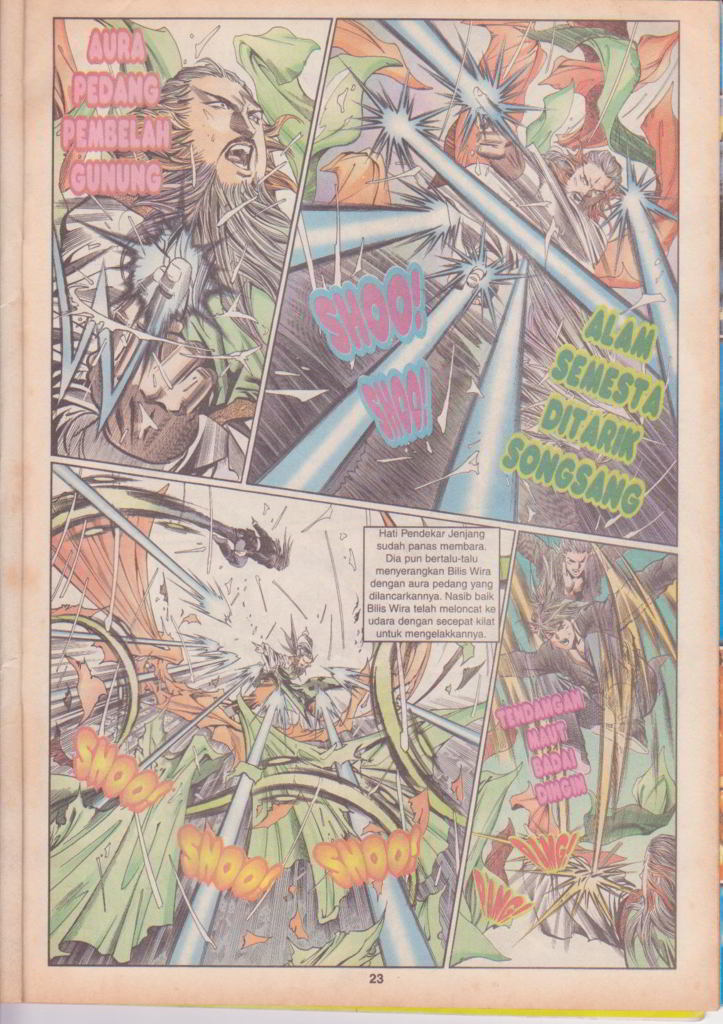 AURA
PEDANG
PEMBELAH
GUNUNG
SHOO!
SHOO!
ALAM
SEMESTA
DITARIK
SONGSANG
Hati Pendekar Jenjang
sudah panas membara.
Dia pun bertalu-talu
menyerangkan Bilis Wira
dengan aura pedang yang
dilancarkannya. Nasib baik
Bilis Wira telah meloncat ke
udara dengan secepat kilat
untuk mengelakkannya.
SHOO!
SHOO!
SHOO!
TENDANGAN
MAUT
BADAI
DINGIN
DING!
DING!
23